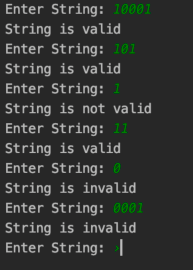 Enter String: 10001
String is valid
Enter String: 101
String is valid
Enter String: 1
String is not valid
Enter String: 11
String is valid
Enter String: 0
String is invalid
Enter String: 0001
String is invalid
Enter String: ›